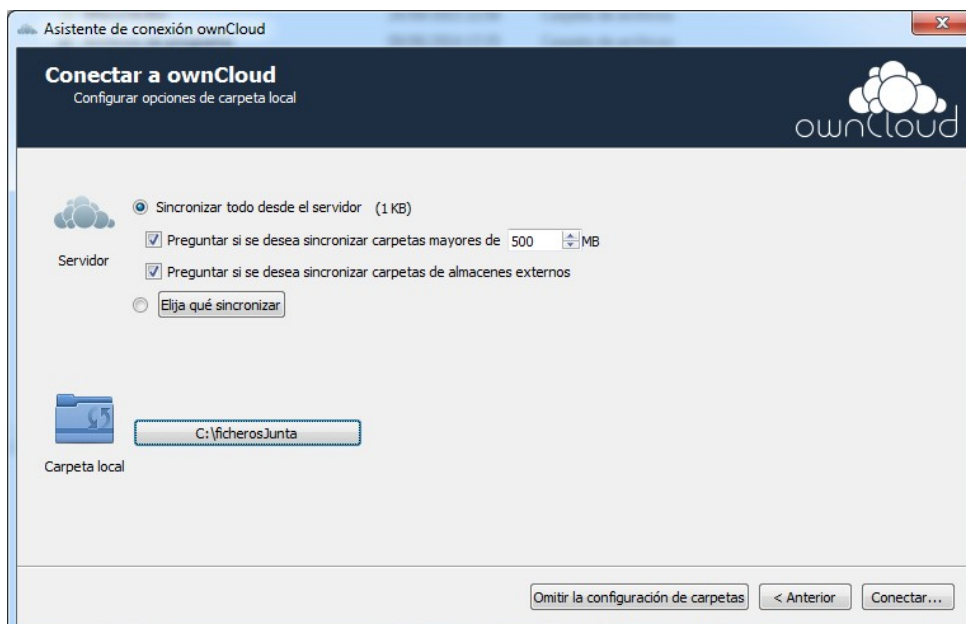 Asistente de conexión ownCloud
Conectar a ownCloud
Configurar opciones de carpeta local
ownCloud
Sincronizar todo desde el servidor (1 KB)
Preguntar si se desea sincronizar carpetas mayores de 500 MB
Servidor
Preguntar si se desea sincronizar carpetas de almacenes externos
Elija qué sincronizar
C:\ficherosJunta
Carpeta local
Omitir la configuración de carpetas < Anterior Conectar...